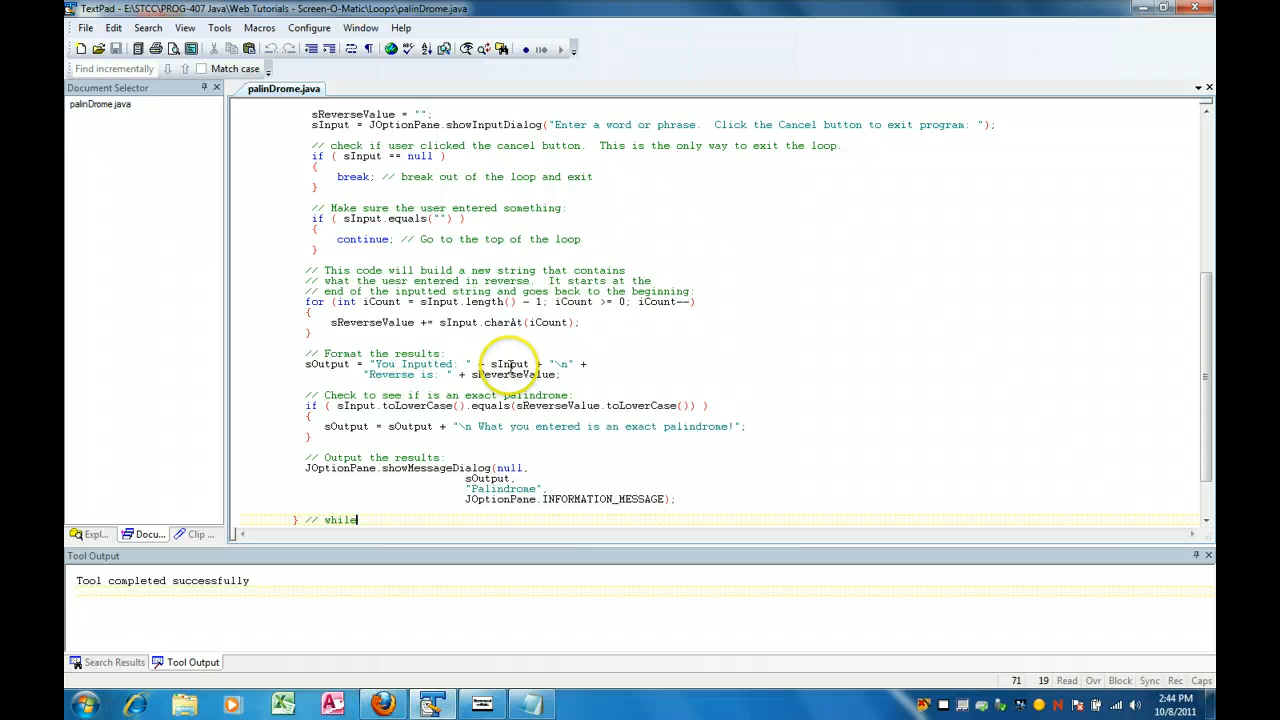 TextPad - E:\STCC\PROG-407 Java\Web Tutorials - Screen-O-Matic\Loops\palinDrome.java
File Edit Search View Tools Macros Configure Window Help
Find incrementally Match case
Document Selector
palinDrome.java
palinDrome.java
sReverseValue = "";
sInput = JOptionPane.showInputDialog("Enter a word or phrase.  Click the Cancel button to exit program: ");
// check if user clicked the cancel button.  This is the only way to exit the loop.
if ( sInput == null )
{
break; // break out of the loop and exit
}
// Make sure the user entered something:
if ( sInput.equals("") )
{
continue; // Go to the top of the loop
}
// This code will build a new string that contains
// what the uesr entered in reverse.  It starts at the
// end of the inputted string and goes back to the beginning:
for (int iCount = sInput.length() - 1; iCount >= 0; iCount--)
{
sReverseValue += sInput.charAt(iCount);
}
// Format the results:
sOutput = "You Inputted: " + sInput + "\n" +
"Reverse is: " + sReverseValue;
// Check to see if is an exact palindrome:
if ( sInput.toLowerCase().equals(sReverseValue.toLowerCase()) )
{
sOutput = sOutput + "\n What you entered is an exact palindrome!";
}
// Output the results:
JOptionPane.showMessageDialog(null,
sOutput,
"Palindrome",
JOptionPane.INFORMATION_MESSAGE);
} // while
Expl... Docu... Clip ...
Tool Output
Tool completed successfully
Search Results Tool Output
71 19 Read Ovr Block Sync Rec Caps
2:44 PM
10/8/2011